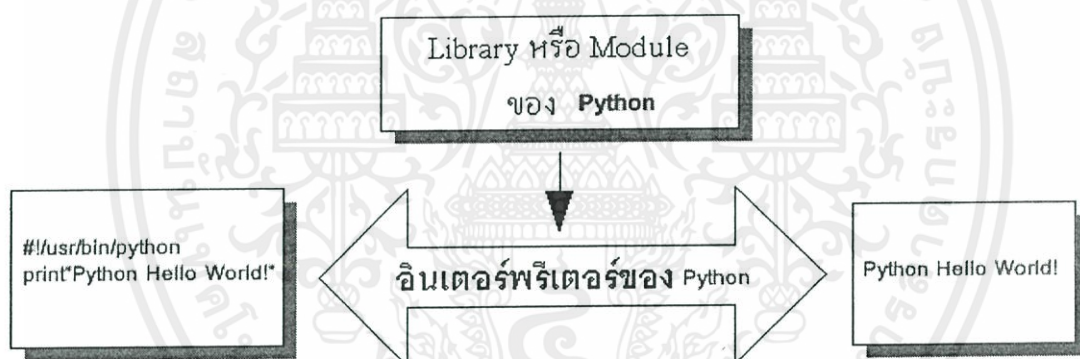 Library หรือ Module
ของ Python
#!/usr/bin/python
print"Python Hello World!"
อินเตอร์พรีเตอร์ของ Python
Python Hello World!